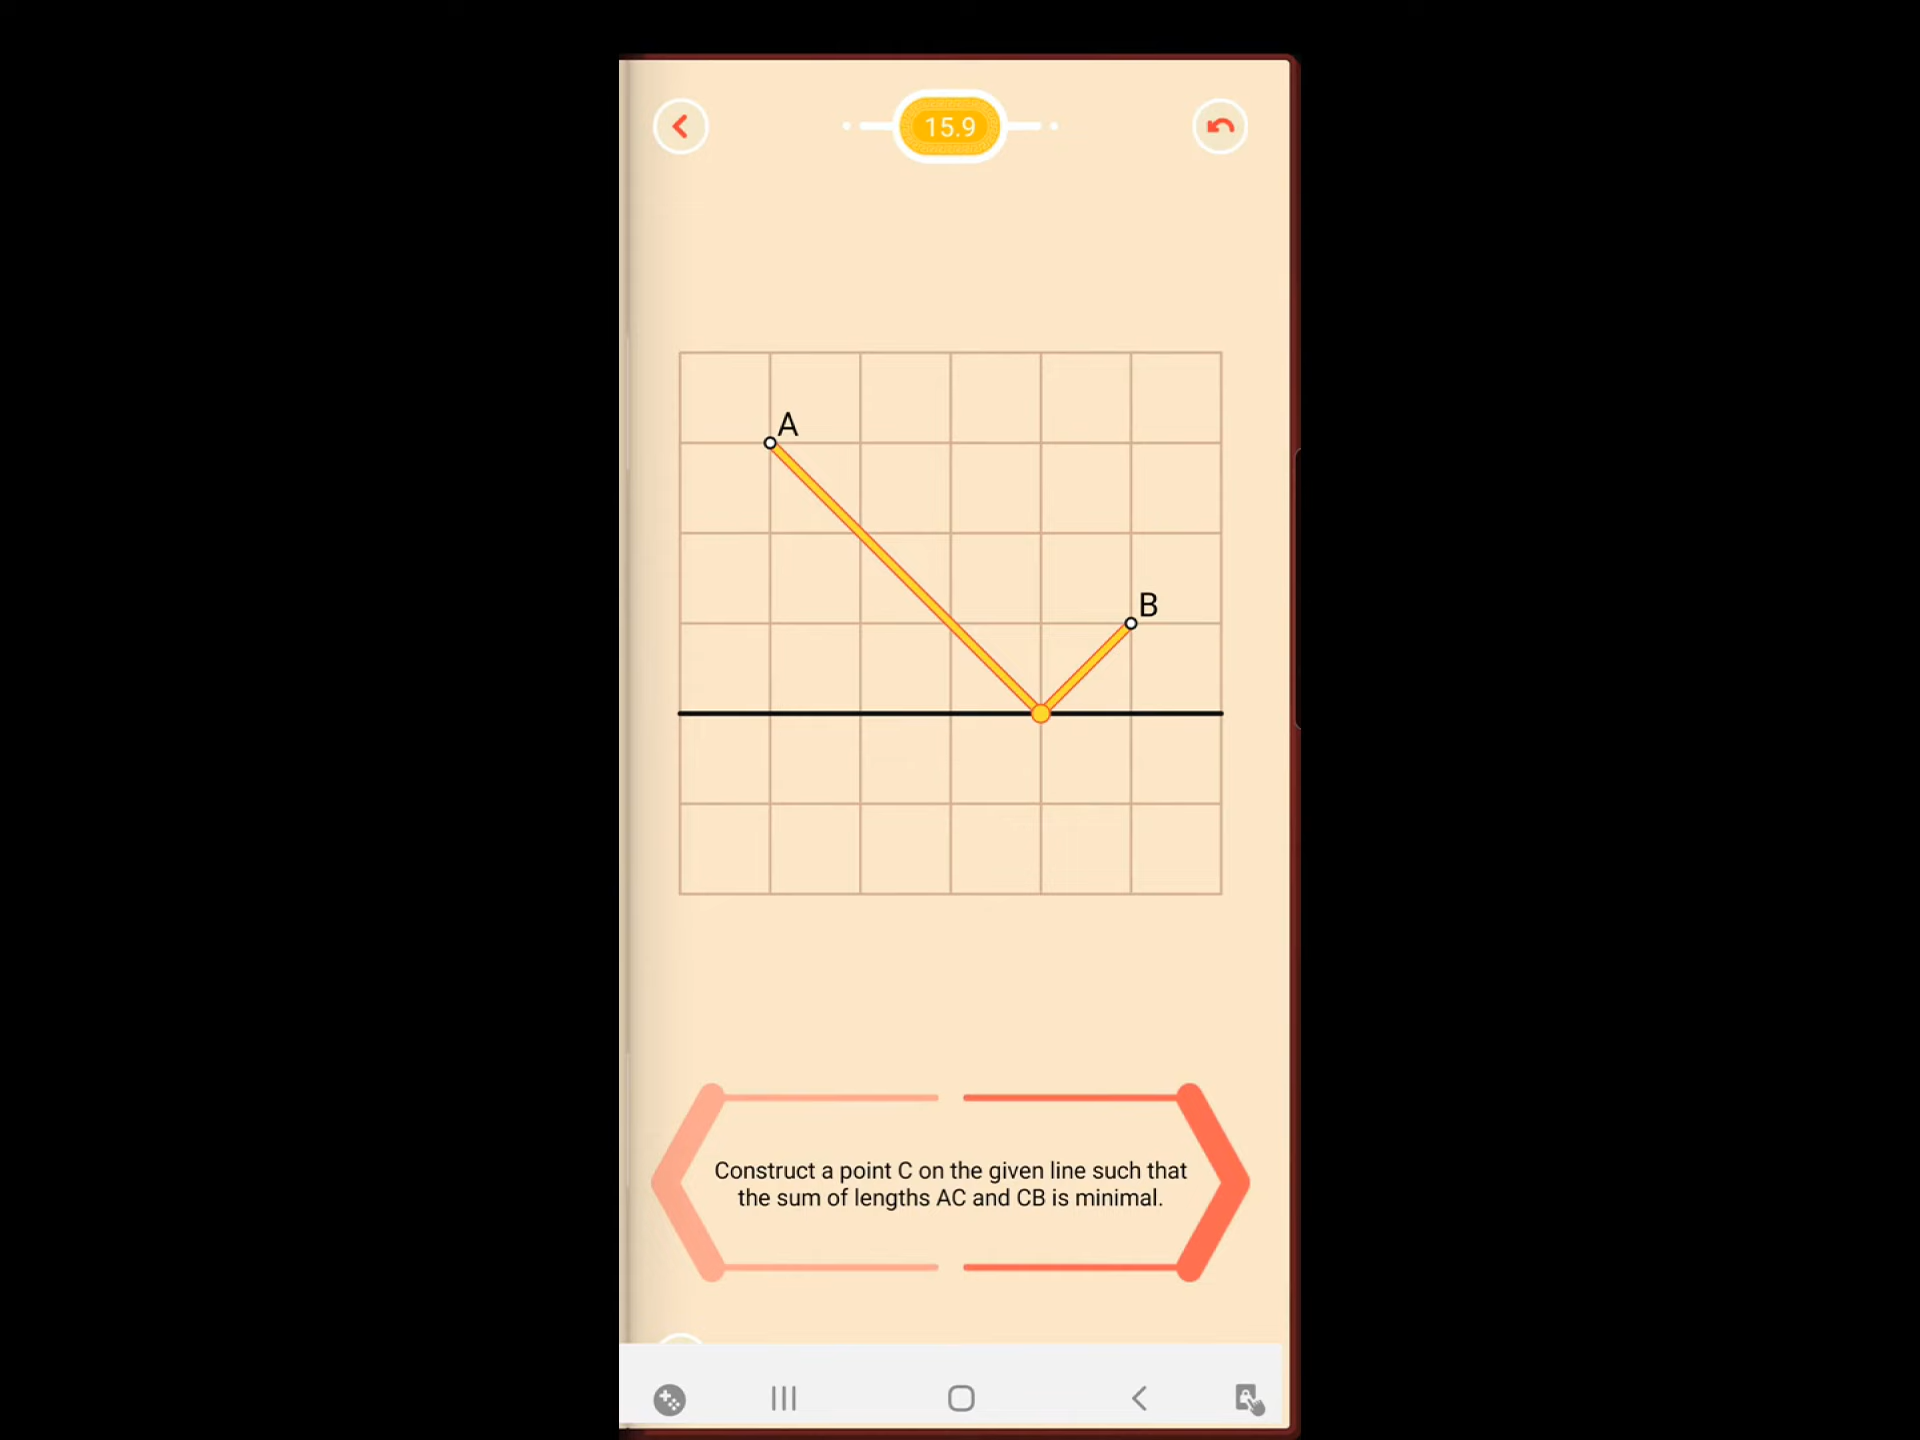 15.9
A
B
Construct a point C on the given line such that
the sum of lengths AC and CB is minimal.